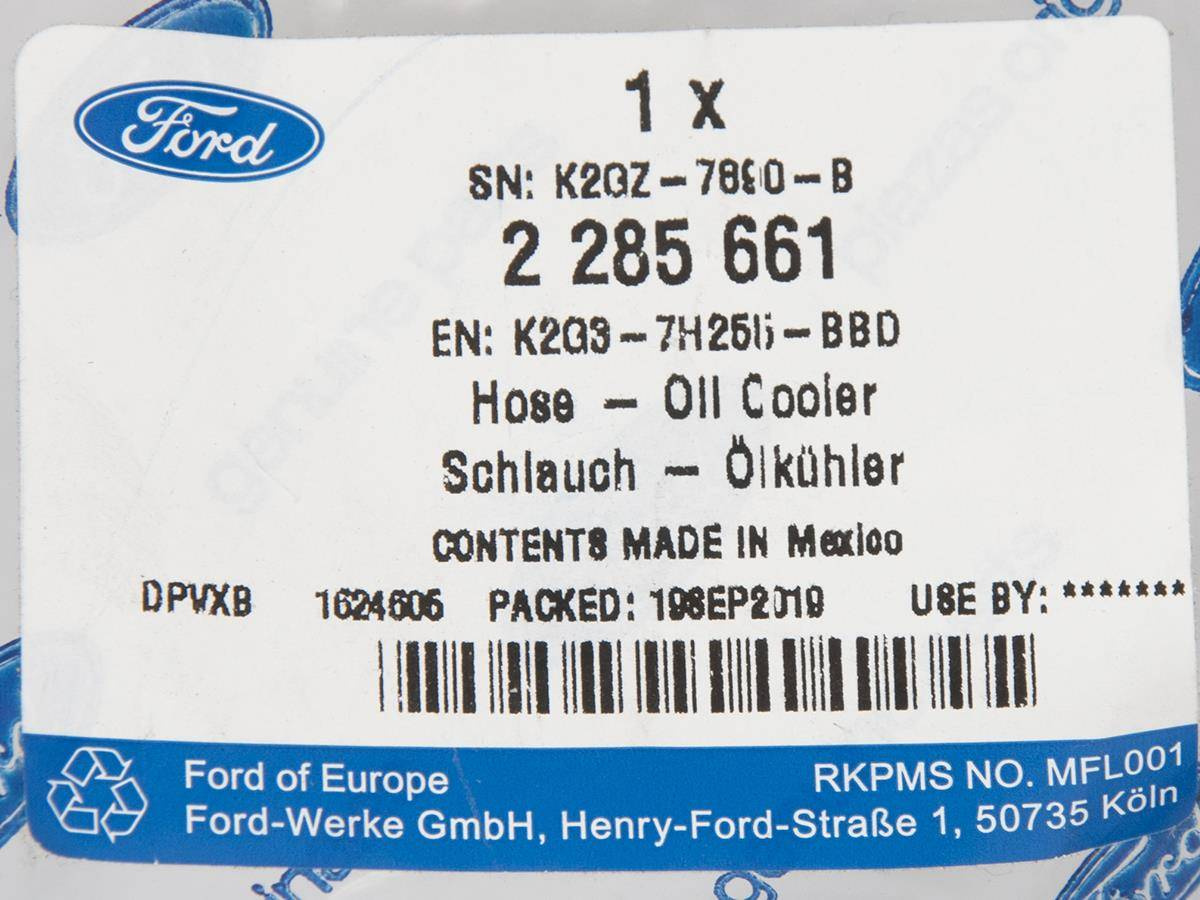 Ford
1 x
SN: K2GZ-7890-B
2 285 661
EN: K2G3-7H255-BBD
Hose - Oil Cooler
Schlauch - Ölkühler
CONTENTS MADE IN Mexico
DPVXB 1624605 PACKED: 19SEP2019 USE BY: *******
Ford of Europe
RKPMS NO. MFL001
Ford-Werke GmbH, Henry-Ford-Straße 1, 50735 Köln